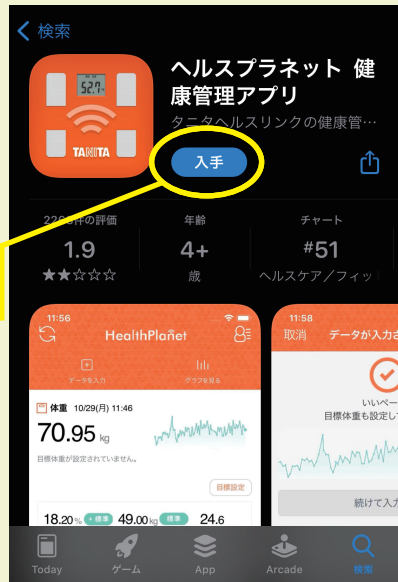 検索
52.7
TANITA
ヘルスプラネット 健
康管理アプリ
タニタヘルスリンクの健康管…
入手
件の評価
年齢
チャート
1.9
4+
#51
★★☆☆☆
歳
ヘルスケア／フィッ
11:56
HealthPlanet
データを入力
グラフを見る
体重 10/29(月) 11:46
70.95 kg
目標体重が設定されていません。
目標設定
18.20 % +標準 49.00 kg 標準 24.6
11:58
取消 データが入力さ
いいペー
目標体重も設定して
続けて入力
Today
ゲーム
App
Arcade
検索